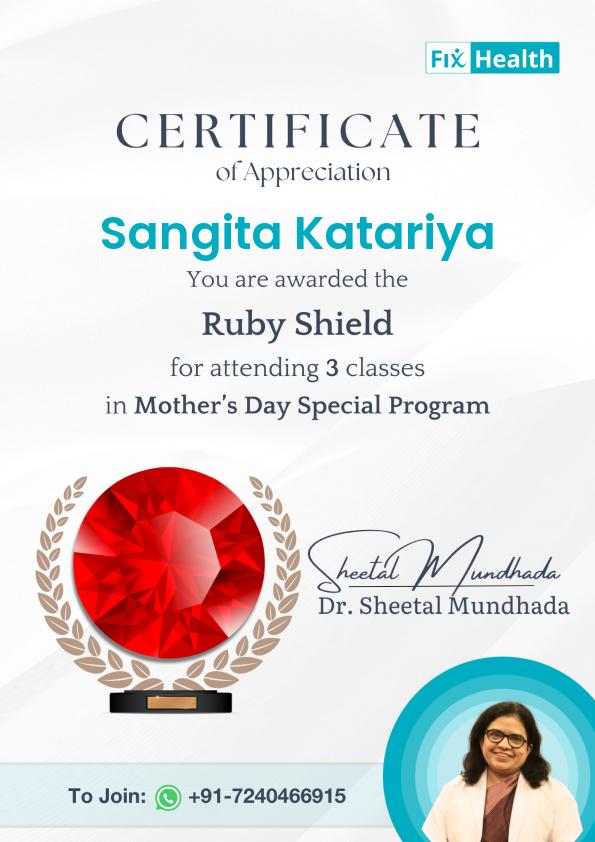 Fix Health
CERTIFICATE
of Appreciation
Sangita Katariya
You are awarded the
Ruby Shield
for attending 3 classes
in Mother’s Day Special Program
Sheetal Mundhada
Dr. Sheetal Mundhada
To Join: +91-7240466915